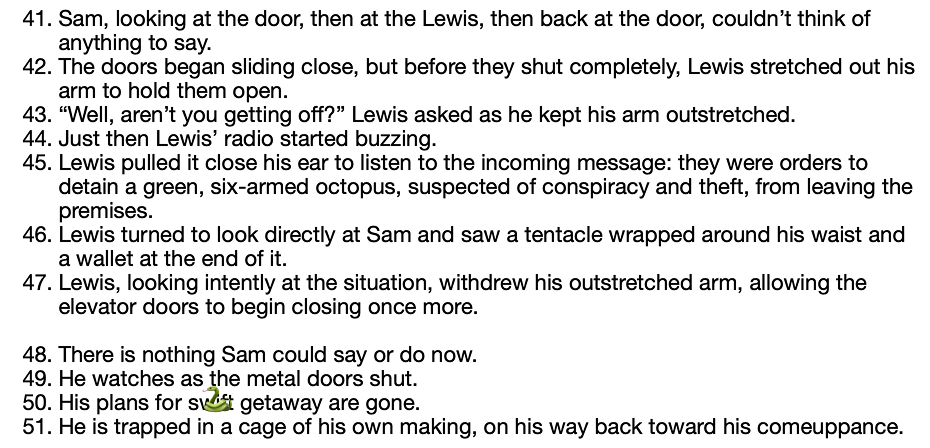 41. Sam, looking at the door, then at the Lewis, then back at the door, couldn’t think of
anything to say.
42. The doors began sliding close, but before they shut completely, Lewis stretched out his
arm to hold them open.
43. “Well, aren’t you getting off?” Lewis asked as he kept his arm outstretched.
44. Just then Lewis’ radio started buzzing.
45. Lewis pulled it close his ear to listen to the incoming message: they were orders to
detain a green, six-armed octopus, suspected of conspiracy and theft, from leaving the
premises.
46. Lewis turned to look directly at Sam and saw a tentacle wrapped around his waist and
a wallet at the end of it.
47. Lewis, looking intently at the situation, withdrew his outstretched arm, allowing the
elevator doors to begin closing once more.
48. There is nothing Sam could say or do now.
49. He watches as the metal doors shut.
50. His plans for getaway are gone.
51. He is trapped in a cage of his own making, on his way back toward his comeuppance.